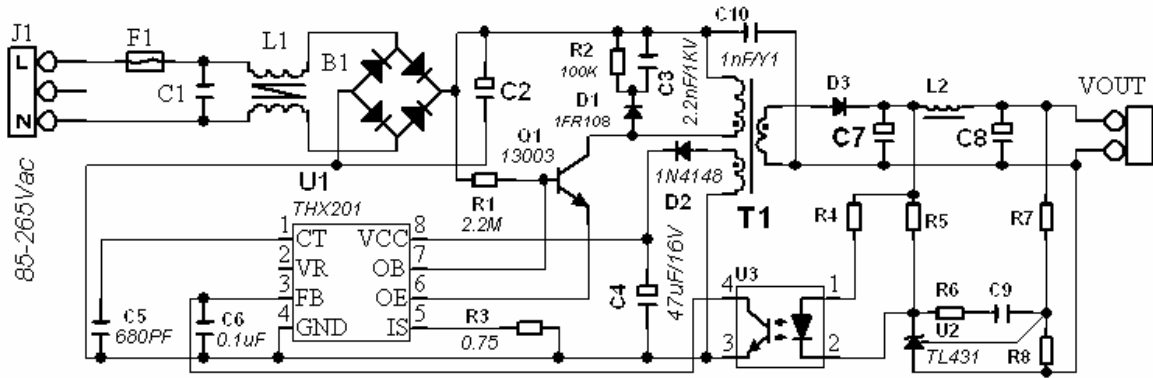 J1
F1
L1
C10
L
B1
R2
100K
C3
2.2nF/1KV
1nF/Y1
D3
L2
VOUT
C1
C2
D1
1FR108
C7
C8
N
Q1
13003
85-265Vac
U1
THX201
R1
2.2M
1N4148
D2
T1
R4
R5
R7
1
CT
VCC
8
2
VR
OB
7
3
FB
OE
6
4
GND
IS
5
C4
47uF/16V
U3
4
1
3
2
R6
C9
U2
TL431
R8
C5
680PF
C6
0.1uF
R3
0.75